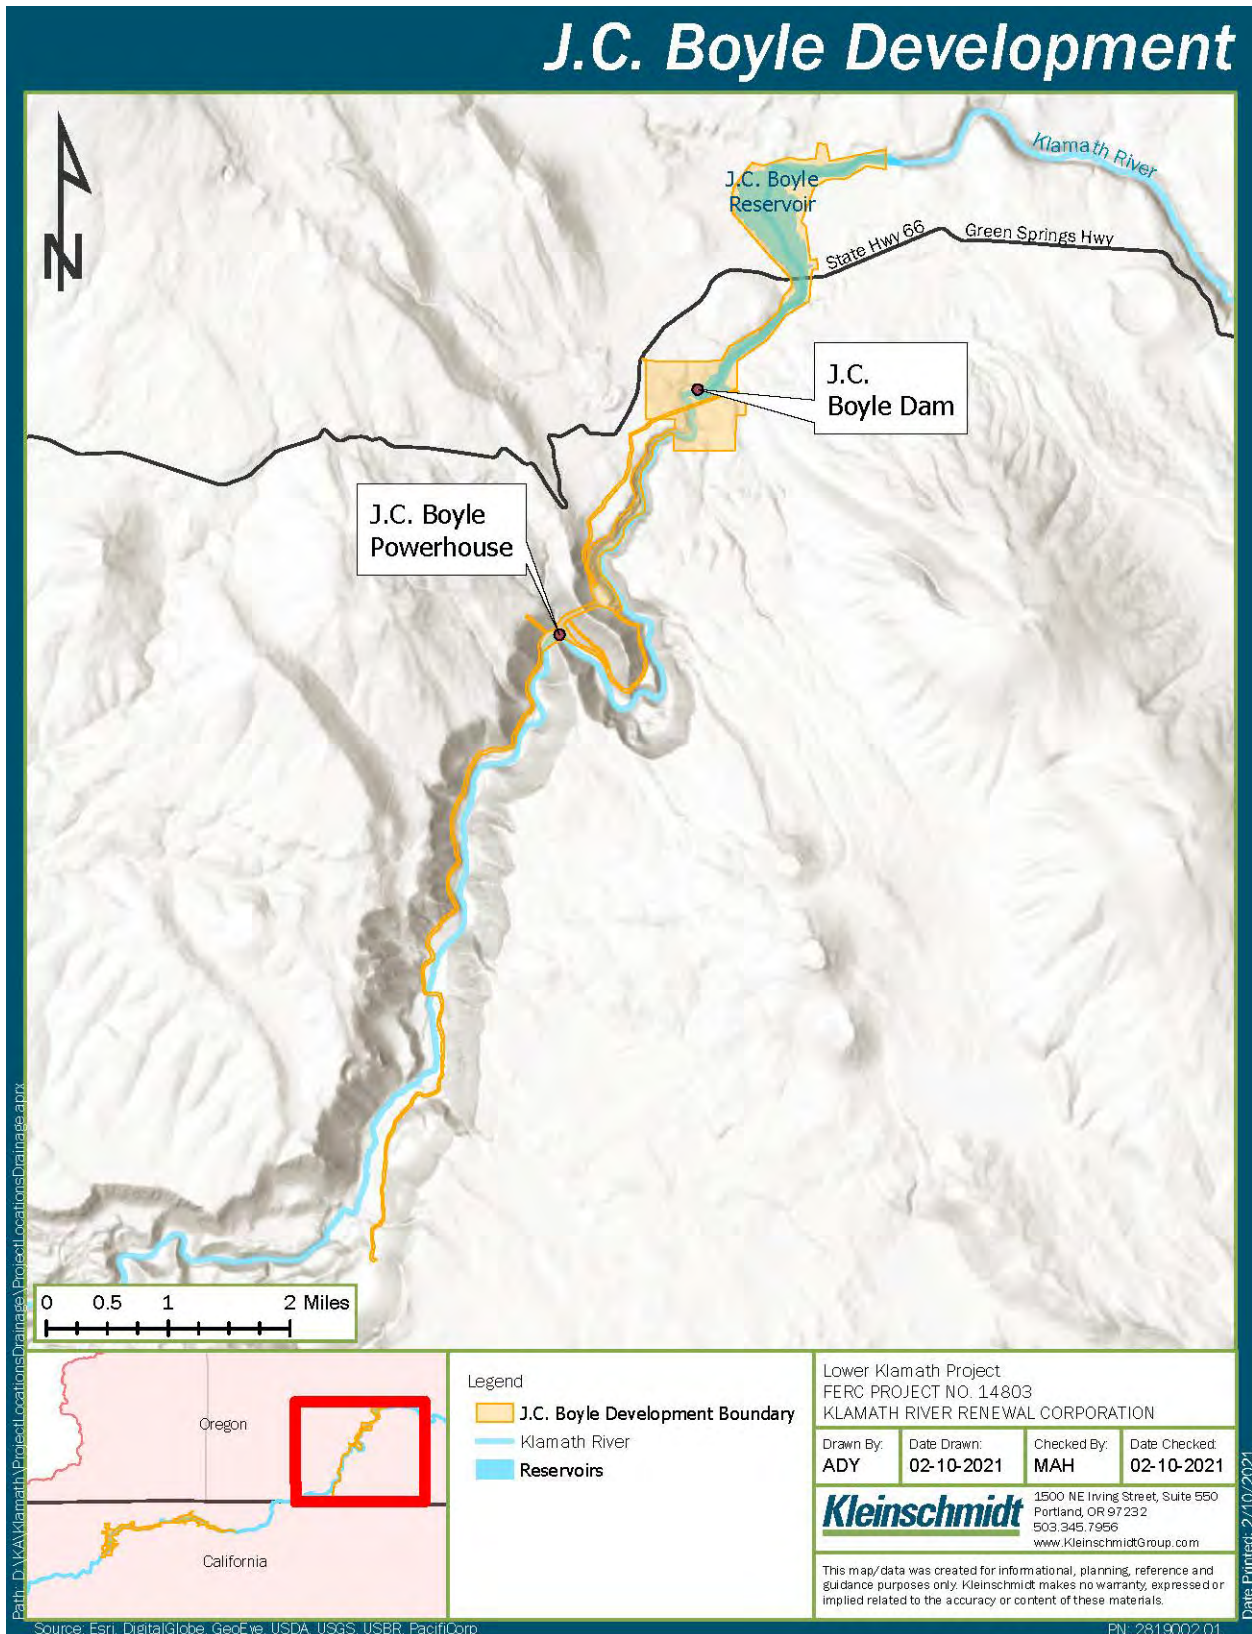 J.C. Boyle Development
Klamath River
J.C. Boyle
Reservoir
State Hwy 66
Green Springs Hwy
J.C.
Boyle Dam
J.C. Boyle
Powerhouse
N
0 0.5 1 2 Miles
Oregon
California
Legend
J.C. Boyle Development Boundary
Klamath River
Reservoirs
Lower Klamath Project
FERC PROJECT NO. 14803
KLAMATH RIVER RENEWAL CORPORATION
Drawn By:
ADY
Date Drawn:
02-10-2021
Checked By:
MAH
Date Checked:
02-10-2021
Kleinschmidt
1500 NE Irving Street, Suite 550
Portland, OR 97232
503.345.7956
www.KleinschmidtGroup.com
This map/data was created for informational, planning, reference and
guidance purposes only. Kleinschmidt makes no warranty, expressed or
implied related to the accuracy or content of these materials.
Path: D:\KA\Klamath\ProjectLocationsDrainage\ProjectLocationsDrainage.aprx
Date Printed: 2/10/2021
Source: Esri, DigitalGlobe, GeoEye, USDA, USGS, USBR, PacifiCorp
PN: 2819002.01